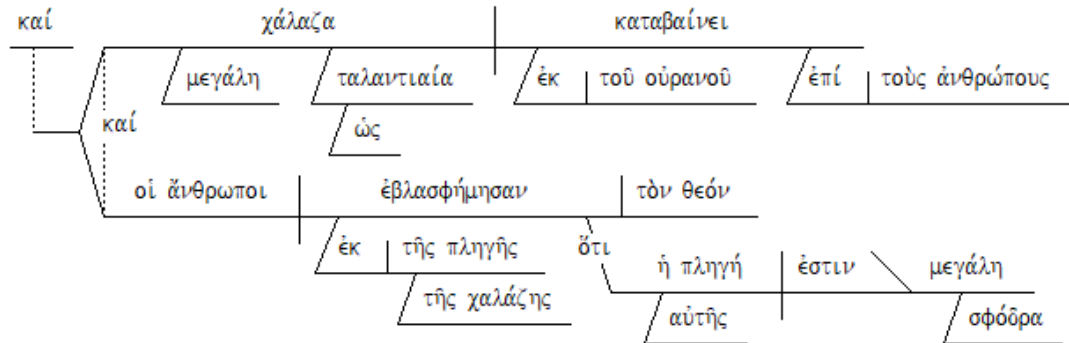 καί χάλαζα καταβαίνει
μεγάλη ταλαντιαία ἐκ τοῦ οὐρανοῦ ἐπί τοὺς ἀνθρώπους
καί ὡς
οἱ ἄνθρωποι ἐβλασφήμησαν τὸν θεόν
ἐκ τῆς πληγῆς ὅτι
ἡ πληγή ἐστιν μεγάλη
τῆς χαλάζης
αὐτῆς σφόδρα